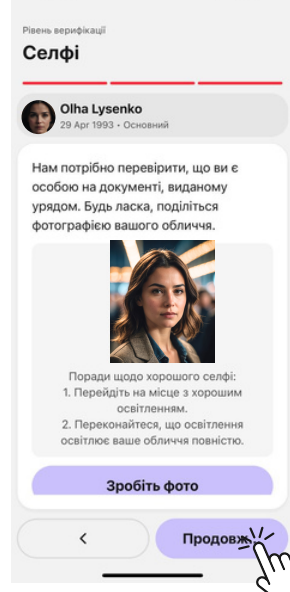 Рівень верифікації
Селфі
Olha Lysenko
29 Apr 1993 • Основний
Нам потрібно перевірити, що ви є
особою на документі, виданому
урядом. Будь ласка, поділіться
фотографією вашого обличчя.
Поради щодо хорошого селфі:
1. Перейдіть на місце з хорошим
освітленням.
2. Переконайтеся, що освітлення
освітлює ваше обличчя повністю.
Зробіть фото
<
Продовж